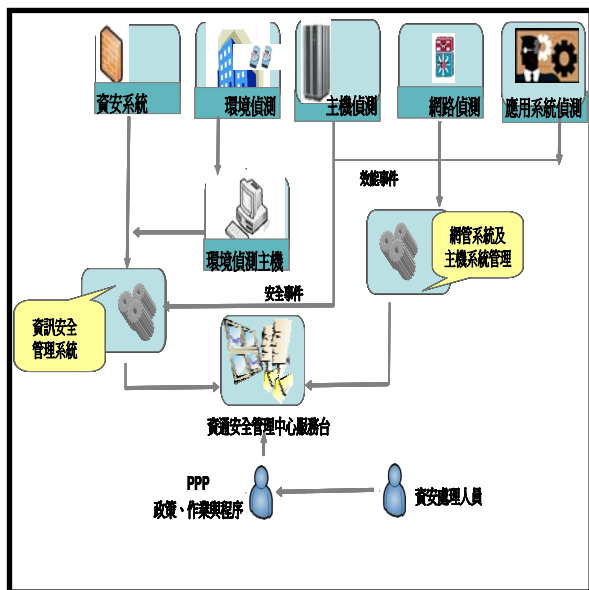 資安系統
環境偵測
主機偵測
網路偵測
應用系統偵測
效能事件
環境偵測主機
網管系統及
主機系統管理
安全事件
資訊安全
管理系統
資通安全管理中心服務台
PPP
政策、作業與程序
資安處理人員